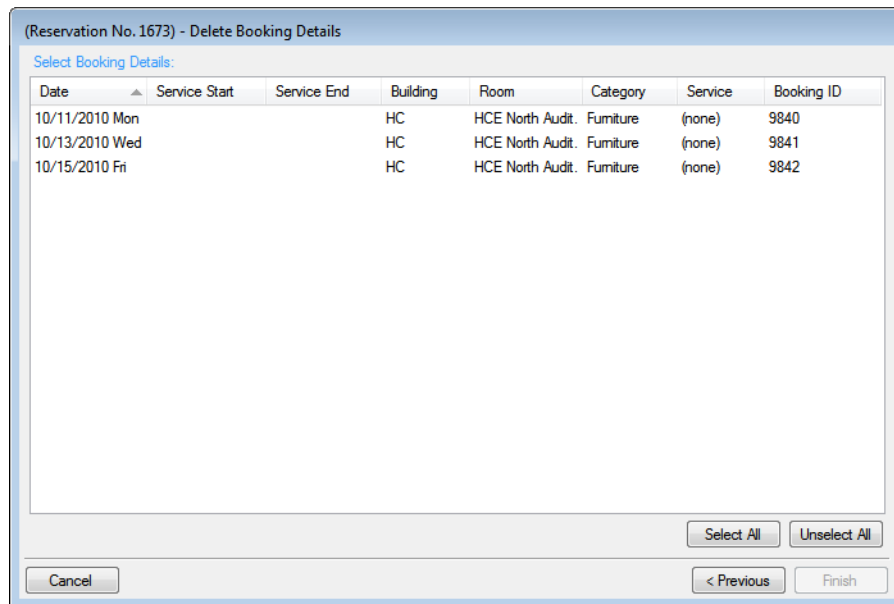 (Reservation No. 1673) - Delete Booking Details
Select Booking Details:
Date Service Start Service End Building Room Category Service Booking ID
10/11/2010 Mon HC HCE North Audit. Furniture (none) 9840
10/13/2010 Wed HC HCE North Audit. Furniture (none) 9841
10/15/2010 Fri HC HCE North Audit. Furniture (none) 9842
Select All Unselect All
Cancel < Previous Finish